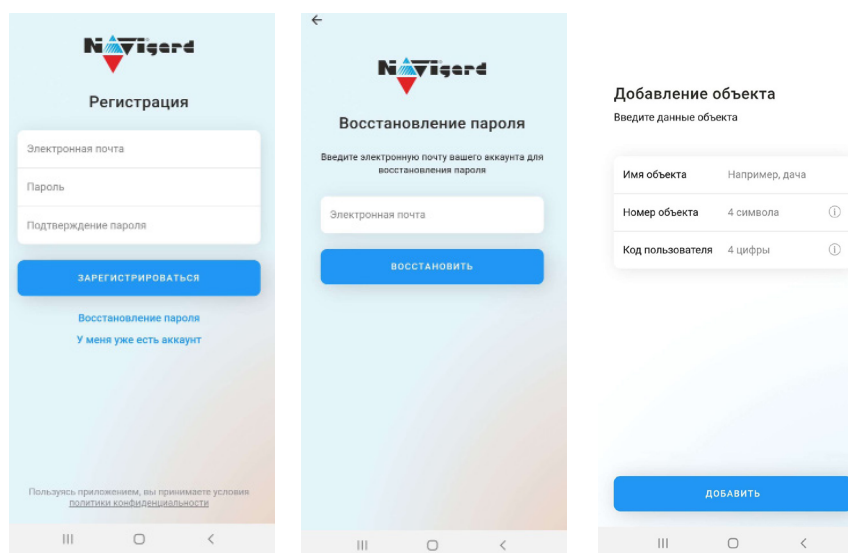 Navigard
Регистрация
Электронная почта
Пароль
Подтверждение пароля
ЗАРЕГИСТРИРОВАТЬСЯ
Восстановление пароля
У меня уже есть аккаунт
Пользуясь приложением, вы принимаете условия
политики конфиденциальности
Navigard
Восстановление пароля
Введите электронную почту вашего аккаунта для
восстановления пароля
Электронная почта
ВОССТАНОВИТЬ
Добавление объекта
Введите данные объекта
Имя объекта Например, дача
Номер объекта 4 символа
Код пользователя 4 цифры
ДОБАВИТЬ